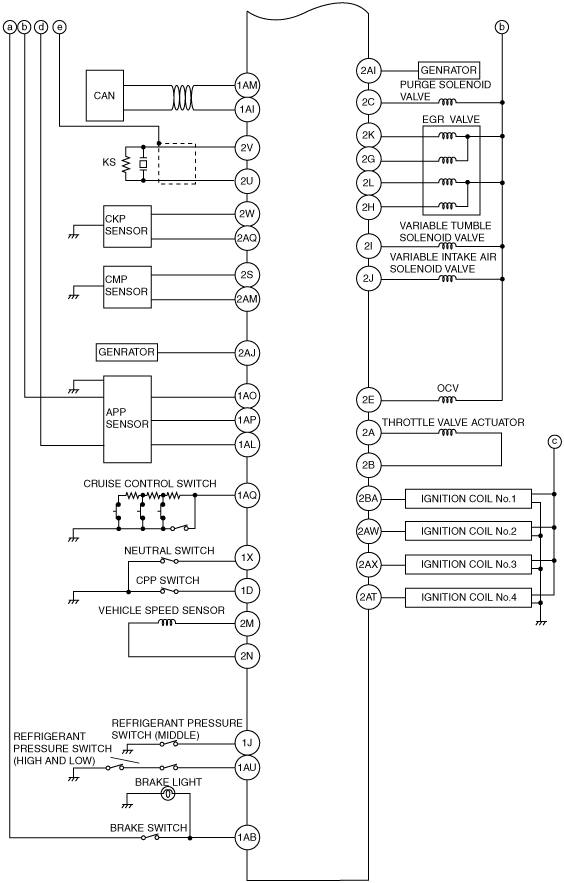 a b d e
b
CAN
1AM
1AI
KS
2V
2U
CKP
SENSOR
2W
2AQ
CMP
SENSOR
2S
2AM
GENRATOR
2AJ
APP
SENSOR
1AO
1AP
1AL
CRUISE CONTROL SWITCH
1AQ
NEUTRAL SWITCH
1X
CPP SWITCH
1D
VEHICLE SPEED SENSOR
2M
2N
REFRIGERANT PRESSURE
SWITCH (MIDDLE)
1J
REFRIGERANT
PRESSURE SWITCH
(HIGH AND LOW)
1AU
BRAKE LIGHT
BRAKE SWITCH
1AB
2AI
GENRATOR
PURGE SOLENOID
VALVE
2C
EGR VALVE
2K
2G
2L
2H
VARIABLE TUMBLE
SOLENOID VALVE
2I
VARIABLE INTAKE AIR
SOLENOID VALVE
2J
OCV
2E
THROTTLE VALVE ACTUATOR
2A
2B
c
2BA
IGNITION COIL No.1
2AW
IGNITION COIL No.2
2AX
IGNITION COIL No.3
2AT
IGNITION COIL No.4